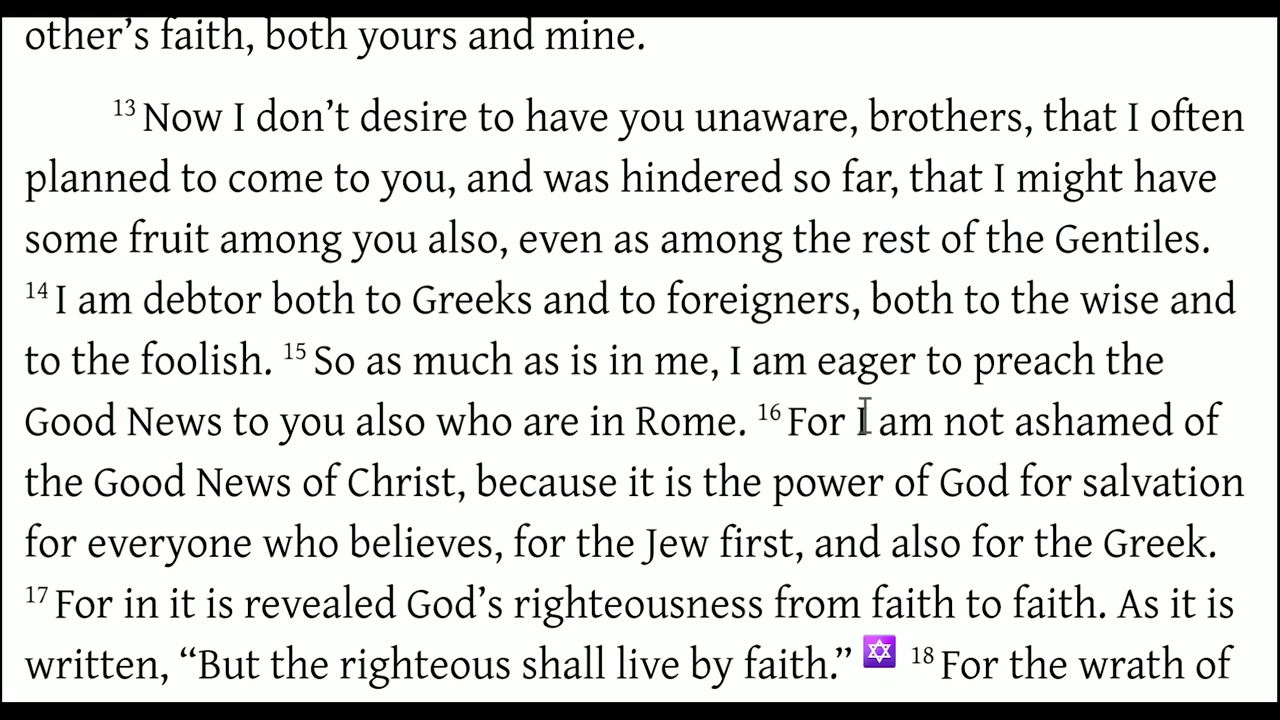 other’s faith, both yours and mine.
13 Now I don’t desire to have you unaware, brothers, that I often
planned to come to you, and was hindered so far, that I might have
some fruit among you also, even as among the rest of the Gentiles.
14 I am debtor both to Greeks and to foreigners, both to the wise and
to the foolish. 15 So as much as is in me, I am eager to preach the
Good News to you also who are in Rome. 16 For I am not ashamed of
the Good News of Christ, because it is the power of God for salvation
for everyone who believes, for the Jew first, and also for the Greek.
17 For in it is revealed God’s righteousness from faith to faith. As it is
written, “But the righteous shall live by faith.” 🔯 18 For the wrath of